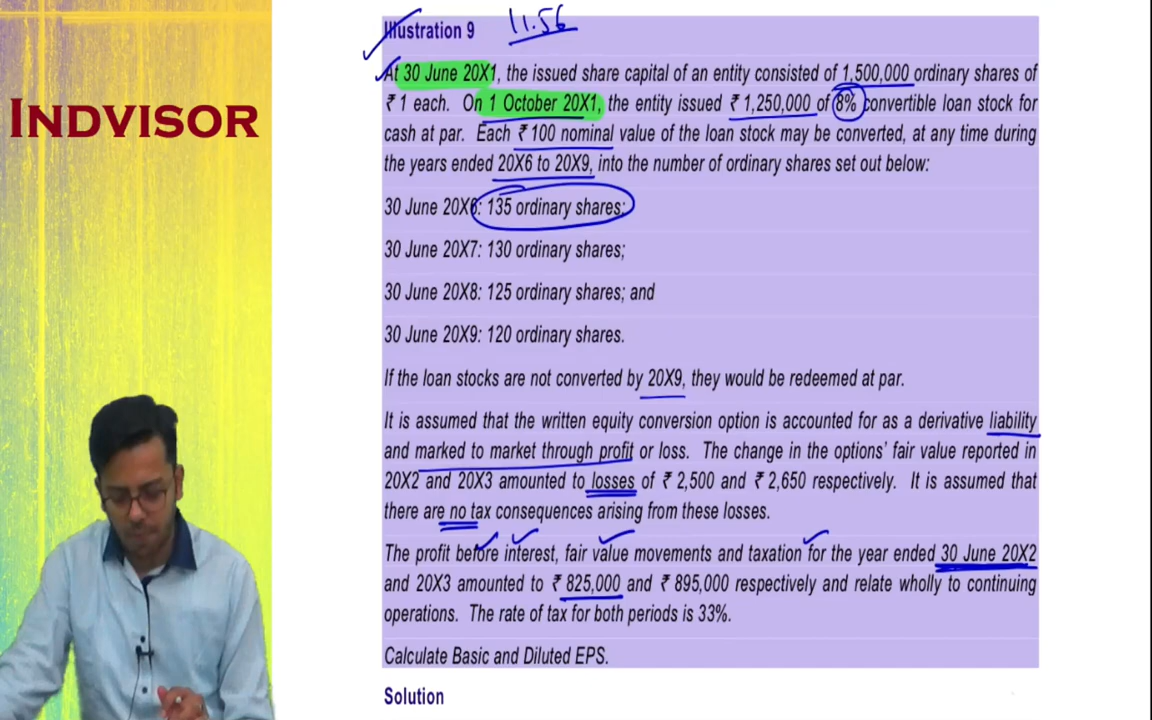 11.56
Illustration 9
INDVISOR
At 30 June 20X1, the issued share capital of an entity consisted of 1,500,000 ordinary shares of
₹ 1 each. On 1 October 20X1, the entity issued ₹ 1,250,000 of 8% convertible loan stock for
cash at par. Each ₹ 100 nominal value of the loan stock may be converted, at any time during
the years ended 20X6 to 20X9, into the number of ordinary shares set out below:
30 June 20X6: 135 ordinary shares;
30 June 20X7: 130 ordinary shares;
30 June 20X8: 125 ordinary shares; and
30 June 20X9: 120 ordinary shares.
If the loan stocks are not converted by 20X9, they would be redeemed at par.
It is assumed that the written equity conversion option is accounted for as a derivative liability
and marked to market through profit or loss. The change in the options' fair value reported in
20X2 and 20X3 amounted to losses of ₹ 2,500 and ₹ 2,650 respectively. It is assumed that
there are no tax consequences arising from these losses.
The profit before interest, fair value movements and taxation for the year ended 30 June 20X2
and 20X3 amounted to ₹ 825,000 and ₹ 895,000 respectively and relate wholly to continuing
operations. The rate of tax for both periods is 33%.
Calculate Basic and Diluted EPS.
Solution